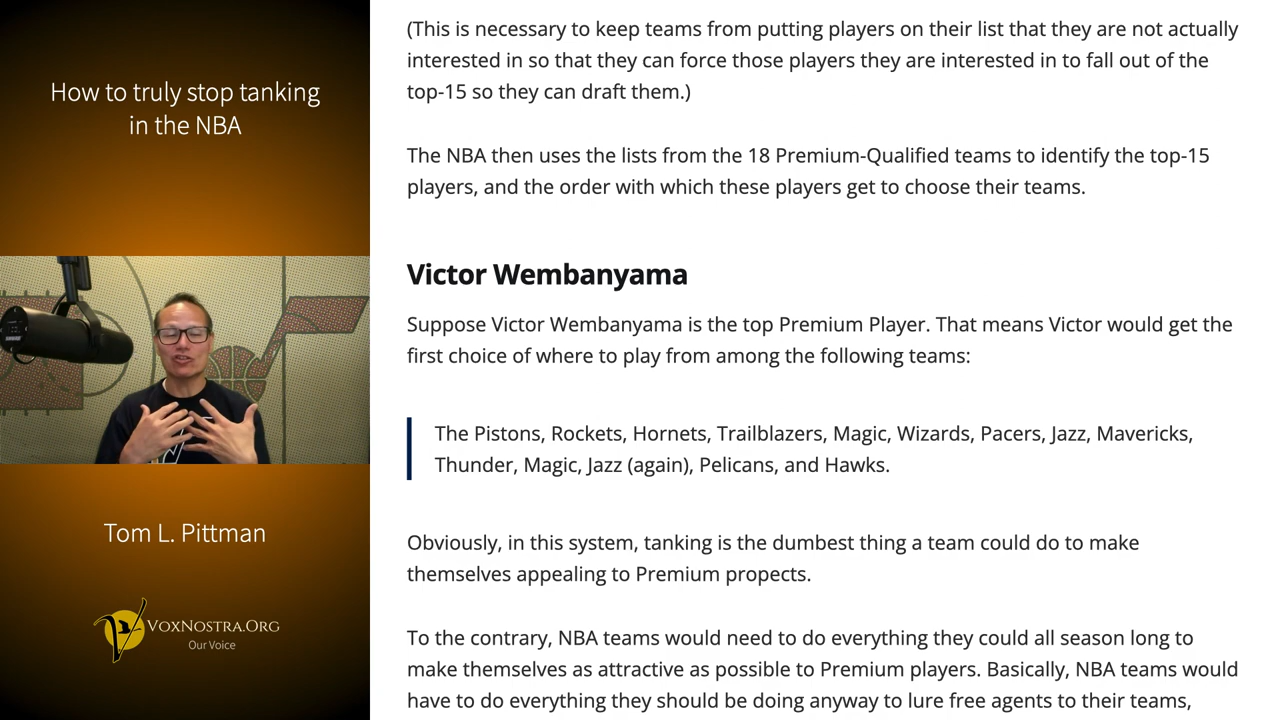 How to truly stop tanking
in the NBA
Tom L. Pittman
VoxNostra.Org
Our Voice
(This is necessary to keep teams from putting players on their list that they are not actually
interested in so that they can force those players they are interested in to fall out of the
top-15 so they can draft them.)
The NBA then uses the lists from the 18 Premium-Qualified teams to identify the top-15
players, and the order with which these players get to choose their teams.
Victor Wembanyama
Suppose Victor Wembanyama is the top Premium Player. That means Victor would get the
first choice of where to play from among the following teams:
The Pistons, Rockets, Hornets, Trailblazers, Magic, Wizards, Pacers, Jazz, Mavericks,
Thunder, Magic, Jazz (again), Pelicans, and Hawks.
Obviously, in this system, tanking is the dumbest thing a team could do to make
themselves appealing to Premium propects.
To the contrary, NBA teams would need to do everything they could all season long to
make themselves as attractive as possible to Premium players. Basically, NBA teams would
have to do everything they should be doing anyway to lure free agents to their teams,